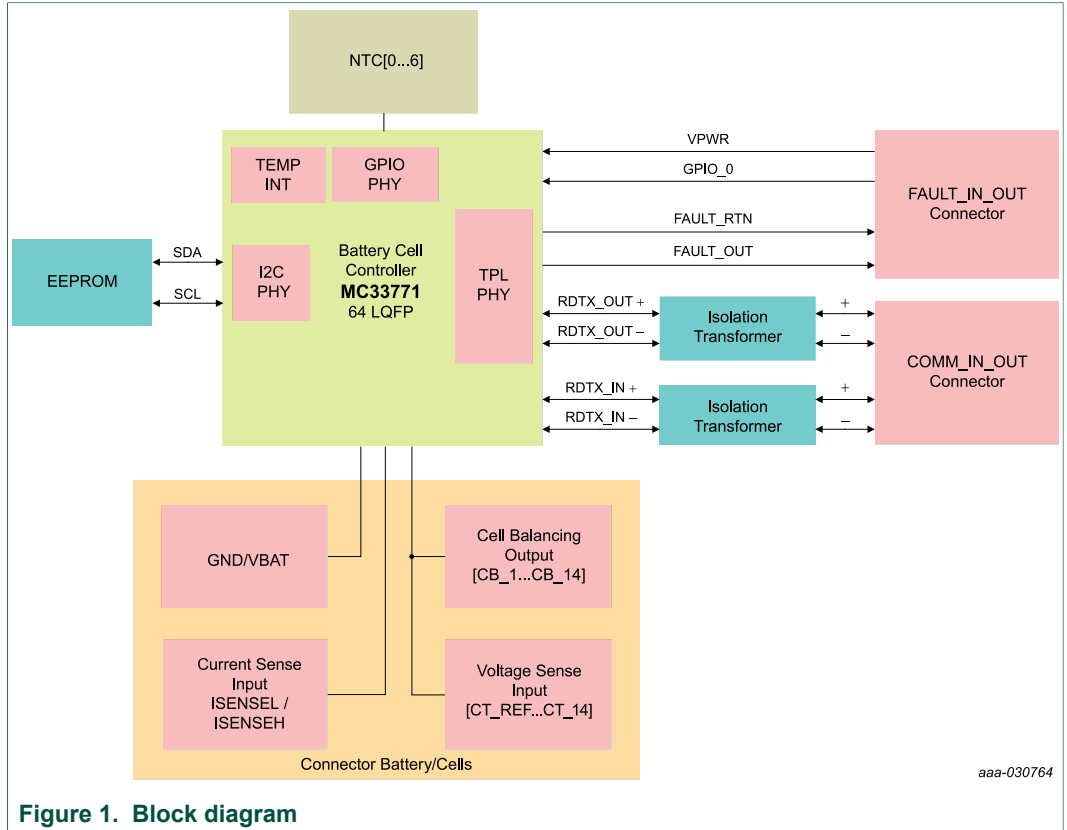 NTC[0...6]
TEMP
INT
GPIO
PHY
VPWR
GPIO_0
FAULT_RTN
FAULT_OUT
FAULT_IN_OUT
Connector
EEPROM
SDA
SCL
I2C
PHY
Battery Cell
Controller
MC33771
64 LQFP
TPL
PHY
RDTX_OUT +
RDTX_OUT –
Isolation
Transformer
+
–
RDTX_IN +
RDTX_IN –
Isolation
Transformer
+
–
COMM_IN_OUT
Connector
GND/VBAT
Cell Balancing
Output
[CB_1...CB_14]
Current Sense
Input
ISENSEL /
ISENSEH
Voltage Sense
Input
[CT_REF...CT_14]
Connector Battery/Cells
aaa-030764
Figure 1. Block diagram